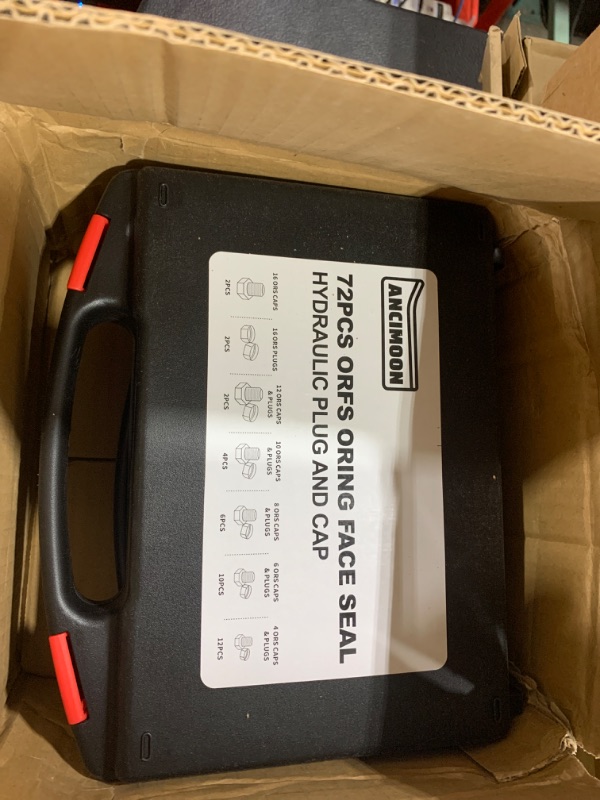 ANCIMOON
72PCS ORFS ORING FACE SEAL
HYDRAULIC PLUG AND CAP
16 ORS CAPS
2PCS
16 ORS PLUGS
2PCS
12 ORS CAPS
& PLUGS
2PCS
10 ORS CAPS
& PLUGS
4PCS
8 ORS CAPS
& PLUGS
6PCS
6 ORS CAPS
& PLUGS
10PCS
4 ORS CAPS
& PLUGS
12PCS